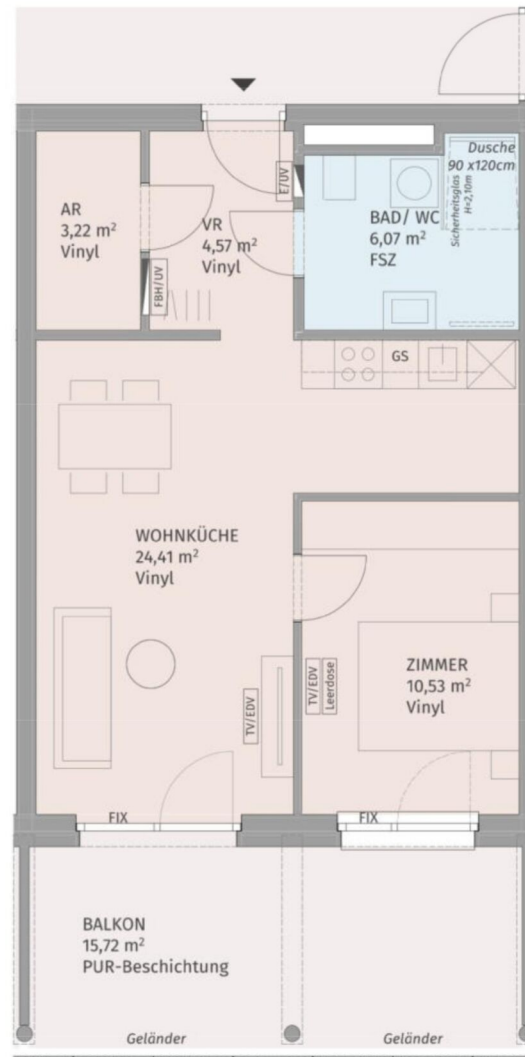 Dusche
90 x120cm
Sicherheitsglas
H=2,10m
E/UV
AR
3,22 m²
Vinyl
VR
4,57 m²
Vinyl
BAD/ WC
6,07 m²
FSZ
FBH/UV
GS
WOHNKÜCHE
24,41 m²
Vinyl
TV/EDV
TV/EDV
Leerdose
ZIMMER
10,53 m²
Vinyl
FIX
FIX
BALKON
15,72 m²
PUR-Beschichtung
Geländer
Geländer